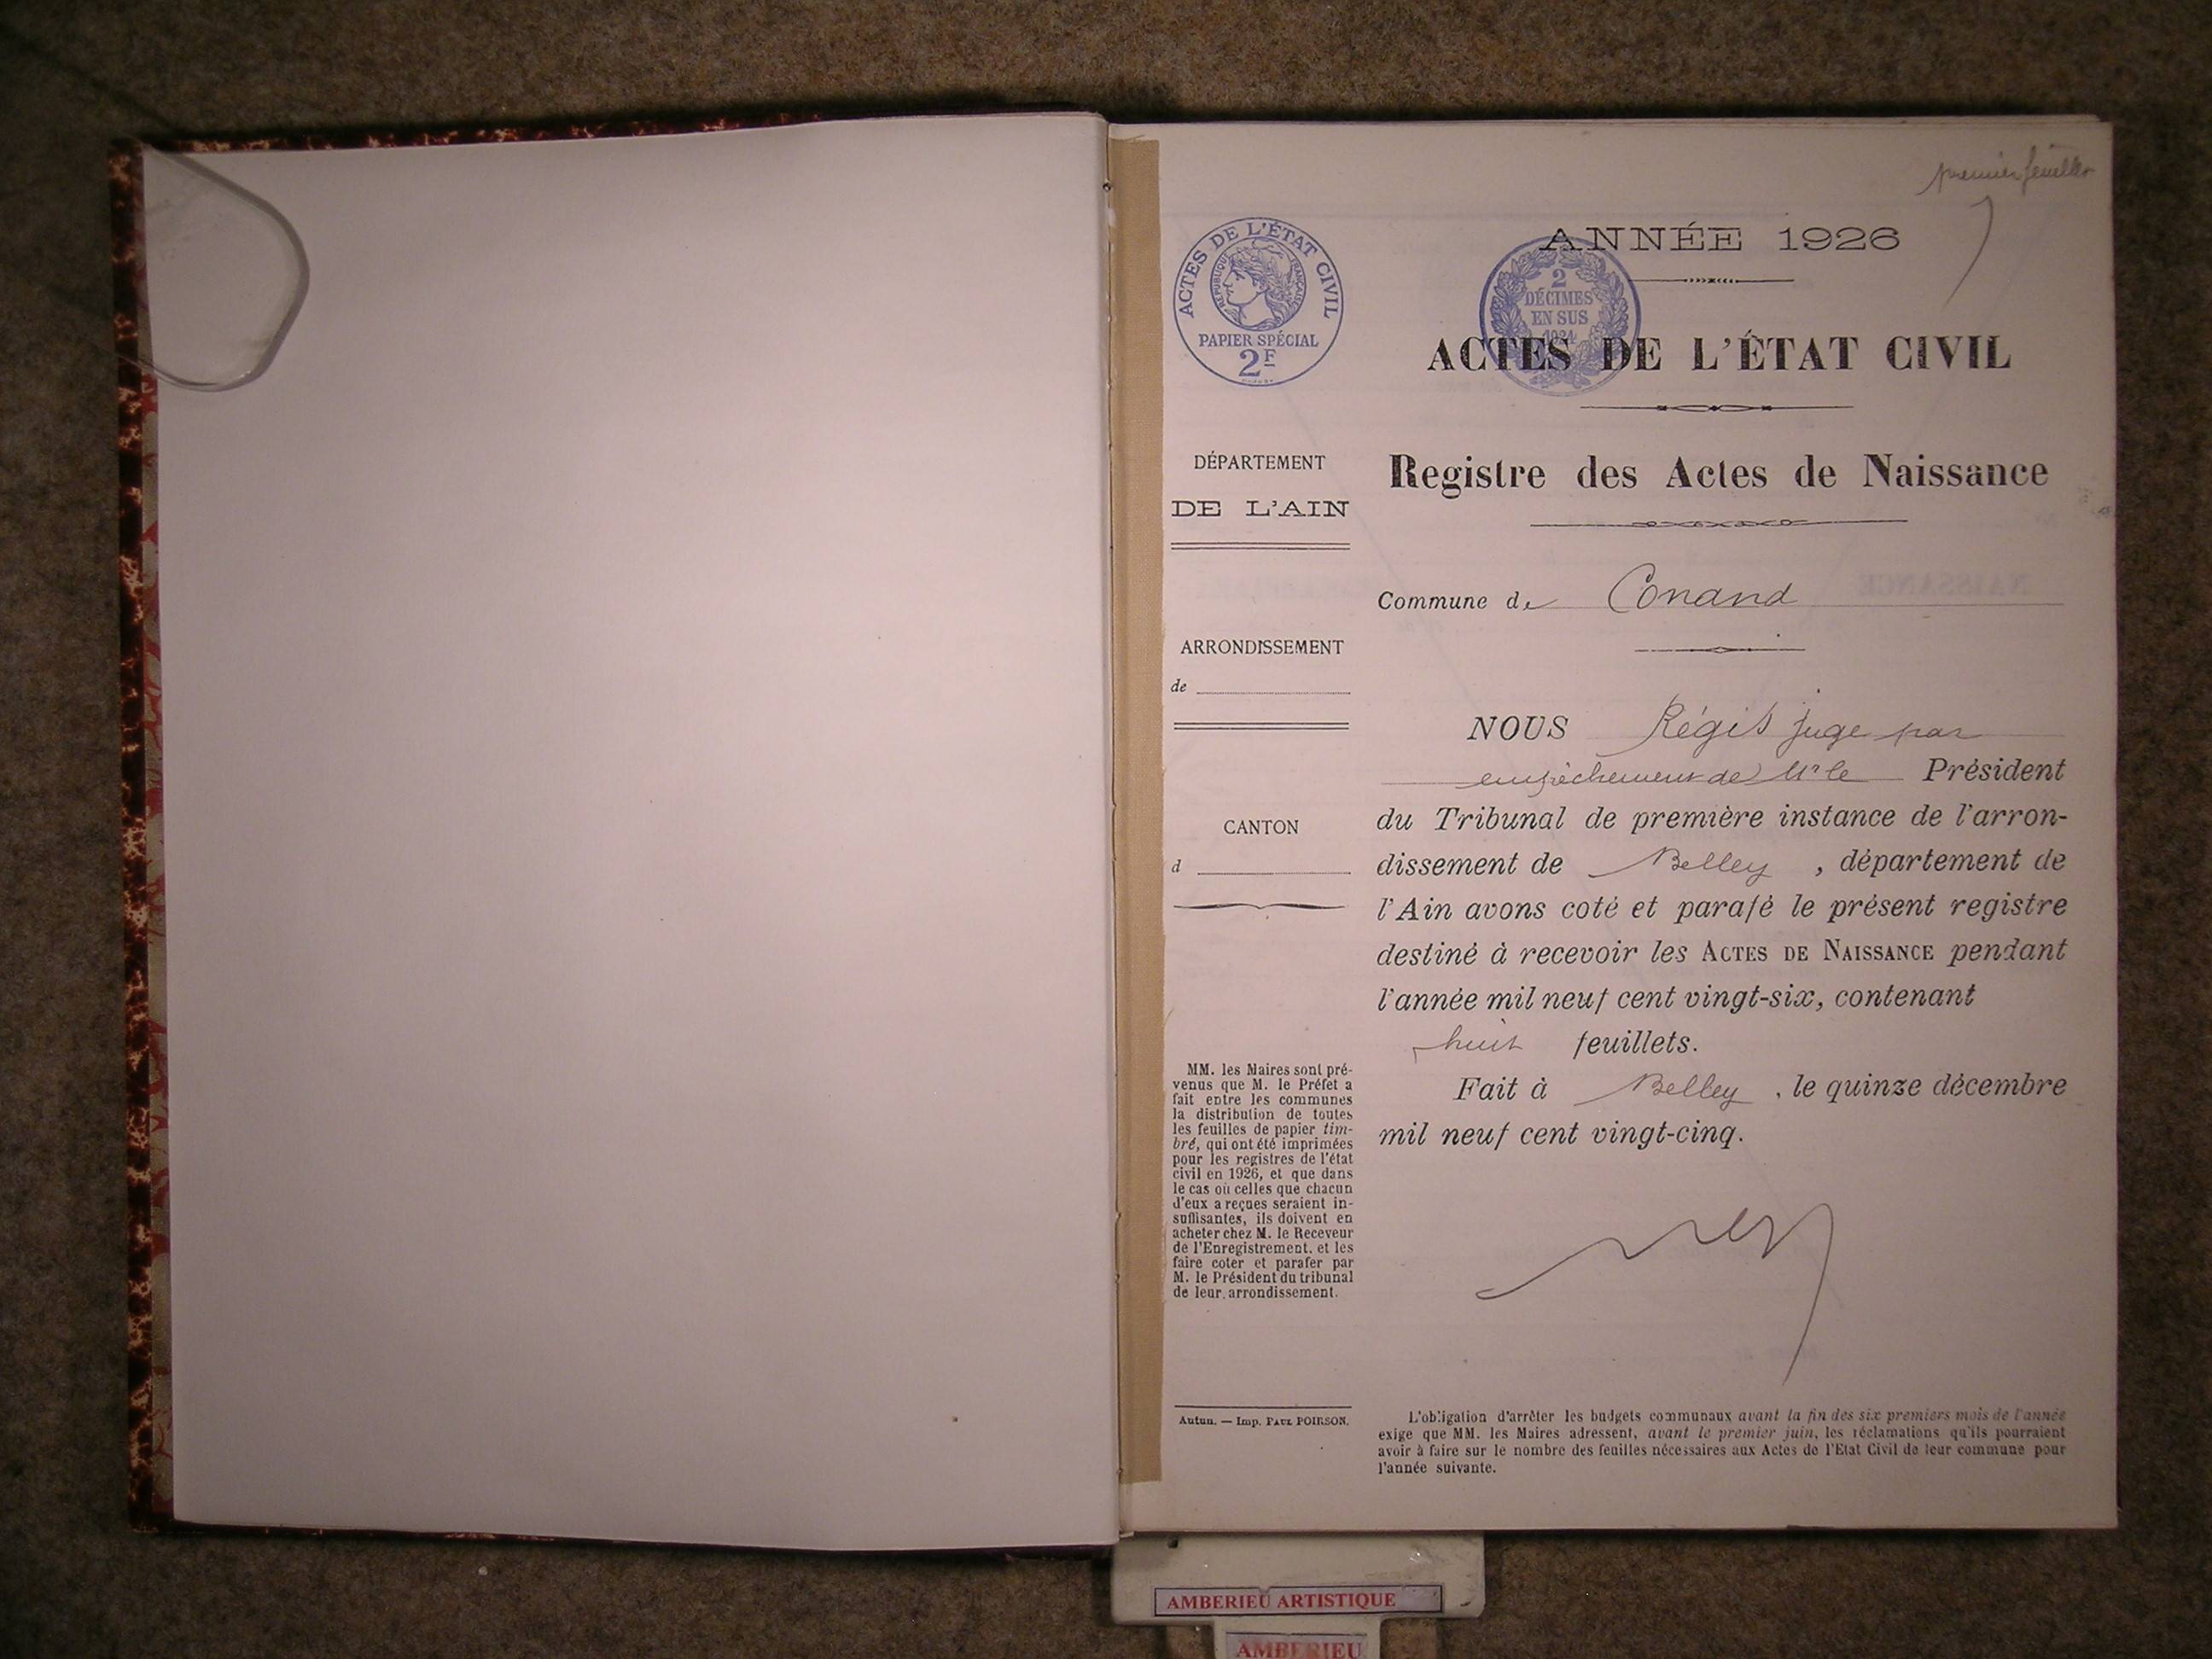 premier feuillet
ACTES DE L'ÉTAT CIVIL
RÉPUBLIQUE FRANÇAISE
PAPIER SPÉCIAL
2F
ANNÉE 1926
2
DÉCIMES
EN SUS
1924
ACTES DE L'ÉTAT CIVIL
DÉPARTEMENT
DE L'AIN
ARRONDISSEMENT
de
CANTON
d
MM. les Maires sont pré-
venus que M. le Préfet a
fait entre les communes
la distribution de toutes
les feuilles de papier tim-
bré, qui ont été imprimées
pour les registres de l'état
civil en 1926, et que dans
le cas où celles que chacun
d'eux a reçues seraient in-
suffisantes, ils doivent en
acheter chez M. le Receveur
de l'Enregistrement, et les
faire coter et parafer par
M. le Président du tribunal
de leur arrondissement.
Autun. — Imp. PAUL POIRSON.
Registre des Actes de Naissance
Commune de Conand
NOUS Régis juge par
empêchement de Mr le Président
du Tribunal de première instance de l'arron-
dissement de Belley, département de
l'Ain avons coté et parafé le présent registre
destiné à recevoir les ACTES DE NAISSANCE pendant
l'année mil neuf cent vingt-six, contenant
huit feuillets.
Fait à Belley, le quinze décembre
mil neuf cent vingt-cinq.
L'obligation d'arrêter les budgets communaux avant la fin des six premiers mois de l'année
exige que MM. les Maires adressent, avant le premier juin, les réclamations qu'ils pourraient
avoir à faire sur le nombre des feuilles nécessaires aux Actes de l'Etat Civil de leur commune pour
l'année suivante.
AMBERIEU ARTISTIQUE
AMBERIEU